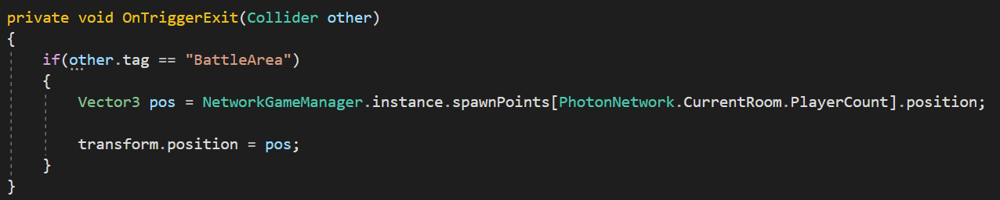 private void OnTriggerExit(Collider other)
{
if(other.tag == "BattleArea")
{
Vector3 pos = NetworkGameManager.instance.spawnPoints[PhotonNetwork.CurrentRoom.PlayerCount].position;
transform.position = pos;
}
}